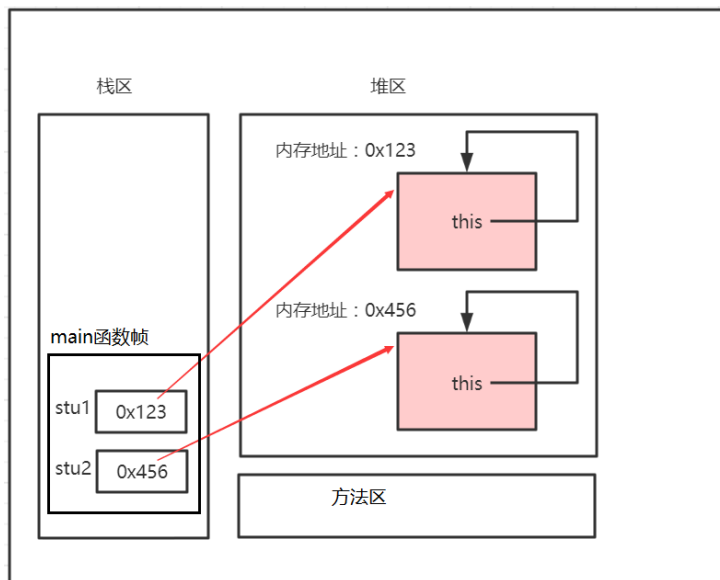 栈区
堆区
内存地址：0x123
this
内存地址：0x456
this
main函数帧
stu1
0x123
stu2
0x456
方法区